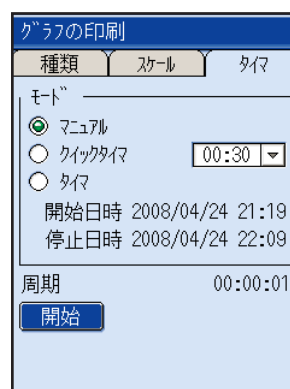 グラフの印刷
種類 スケール タイマ
モード
マニュアル
クイックタイマ 00:30
タイマ
開始日時 2008/04/24 21:19
停止日時 2008/04/24 22:09
周期 00:00:01
開始